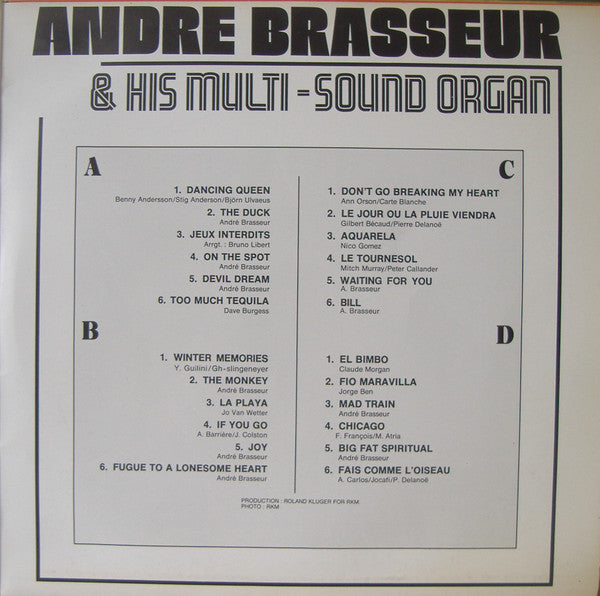 ANDRE BRASSEUR
& HIS MULTI-SOUND ORGAN
A
1. DANCING QUEEN
Benny Andersson/Stig Anderson/Björn Ulvaeus
2. THE DUCK
André Brasseur
3. JEUX INTERDITS
Arrgt. : Bruno Libert
4. ON THE SPOT
André Brasseur
5. DEVIL DREAM
André Brasseur
6. TOO MUCH TEQUILA
Dave Burgess
B
1. WINTER MEMORIES
Y. Guilini/Gh-slingeneyer
2. THE MONKEY
André Brasseur
3. LA PLAYA
Jo Van Wetter
4. IF YOU GO
A. Barrière/J. Colston
5. JOY
André Brasseur
6. FUGUE TO A LONESOME HEART
André Brasseur
C
1. DON'T GO BREAKING MY HEART
Ann Orson/Carte Blanche
2. LE JOUR OU LA PLUIE VIENDRA
Gilbert Bécaud/Pierre Delanoë
3. AQUARELA
Nico Gomez
4. LE TOURNESOL
Mitch Murray/Peter Callander
5. WAITING FOR YOU
A. Brasseur
6. BILL
A. Brasseur
D
1. EL BIMBO
Claude Morgan
2. FIO MARAVILLA
Jorge Ben
3. MAD TRAIN
André Brasseur
4. CHICAGO
F. François/M. Atria
5. BIG FAT SPIRITUAL
André Brasseur
6. FAIS COMME L'OISEAU
A. Carlos/Jocafi/P. Delanoë
PRODUCTION : ROLAND KLUGER FOR RKM.
PHOTO : RKM